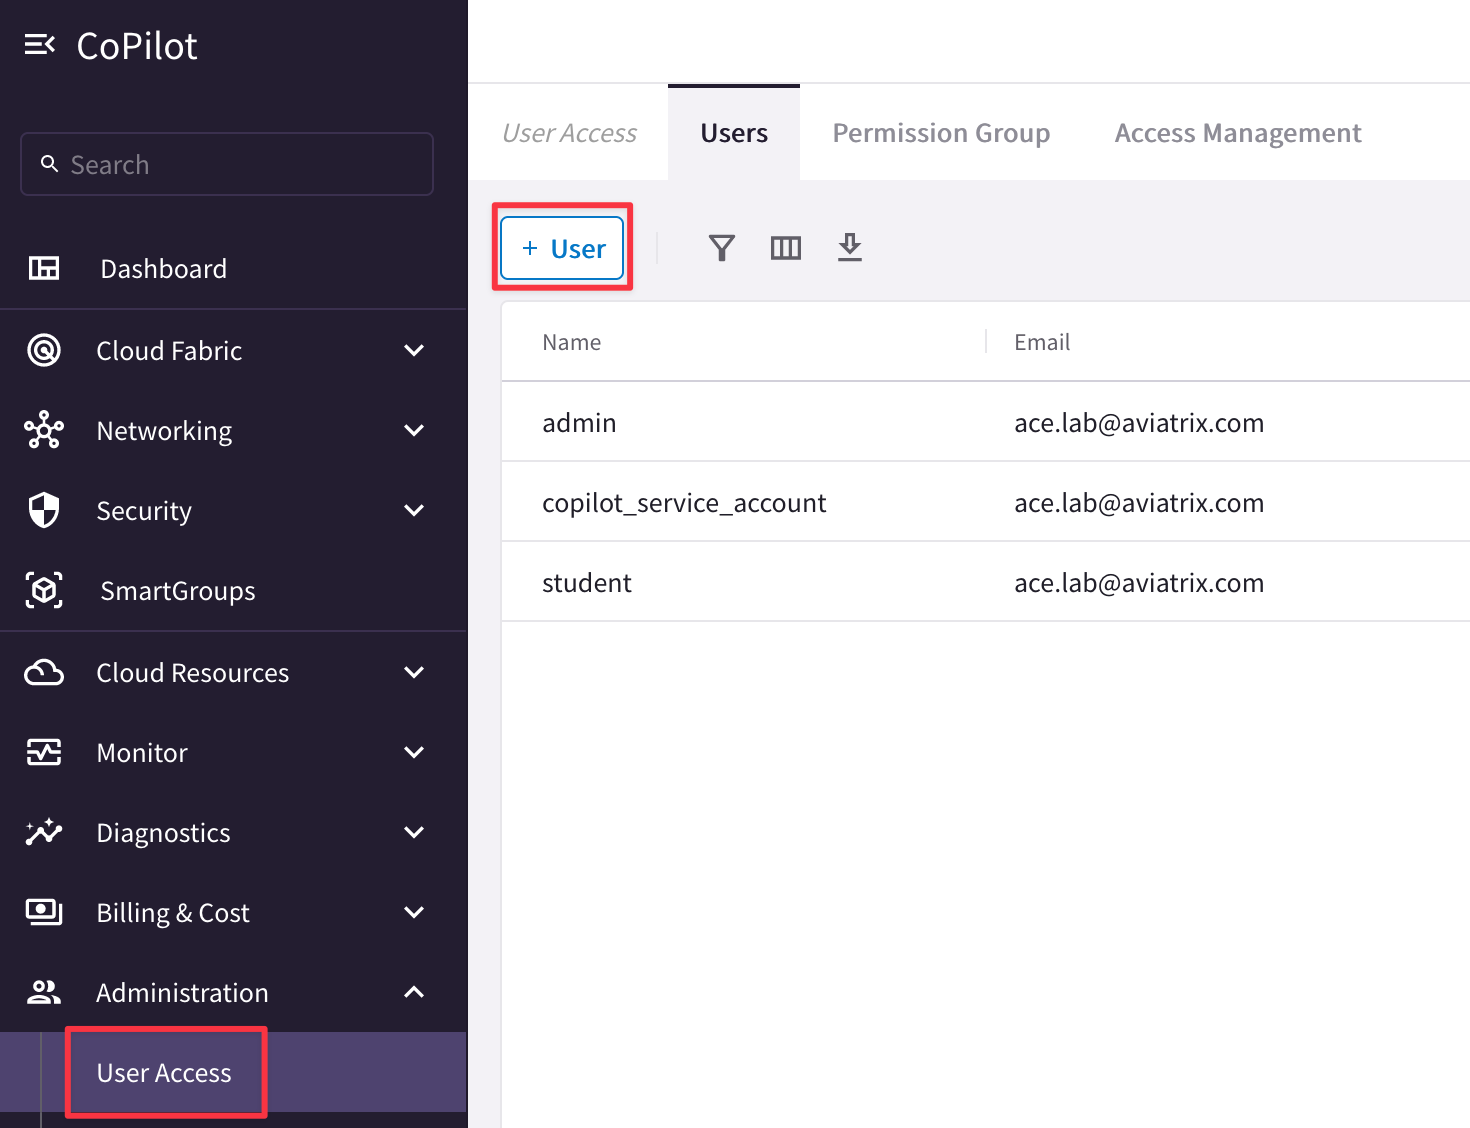 CoPilot
Search
Dashboard
Cloud Fabric
Networking
Security
SmartGroups
Cloud Resources
Monitor
Diagnostics
Billing & Cost
Administration
User Access
User Access Users Permission Group Access Management
+ User
Name Email
admin ace.lab@aviatrix.com
copilot_service_account ace.lab@aviatrix.com
student ace.lab@aviatrix.com